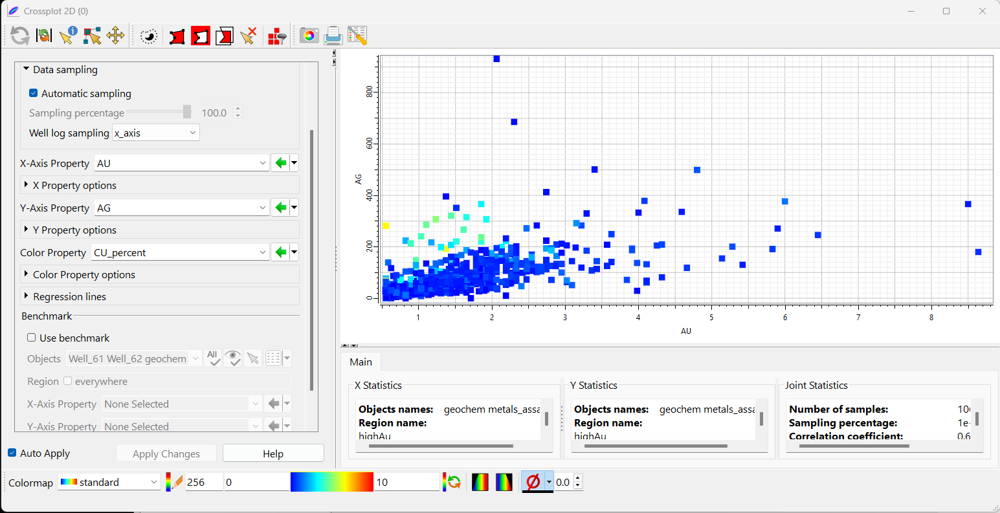 Crossplot 2D (0)
Data sampling
Automatic sampling
Sampling percentage 100.0
Well log sampling x_axis
X-Axis Property AU
X Property options
Y-Axis Property AG
Y Property options
Color Property CU_percent
Color Property options
Regression lines
Benchmark
Use benchmark
Objects Well_61 Well_62 geochem All
Region everywhere
X-Axis Property None Selected
Y-Axis Property None Selected
Auto Apply Apply Changes Help
800
600
400
200
0
AG
1 2 3 4 5 6 7 8
AU
Main
X Statistics
Objects names: geochem metals_assa
Region name:
highAu
Y Statistics
Objects names: geochem metals_assa
Region name:
highAu
Joint Statistics
Number of samples: 10
Sampling percentage: 1e-
Correlation coefficient: 0.6
Colormap standard 256 0 10 0.0